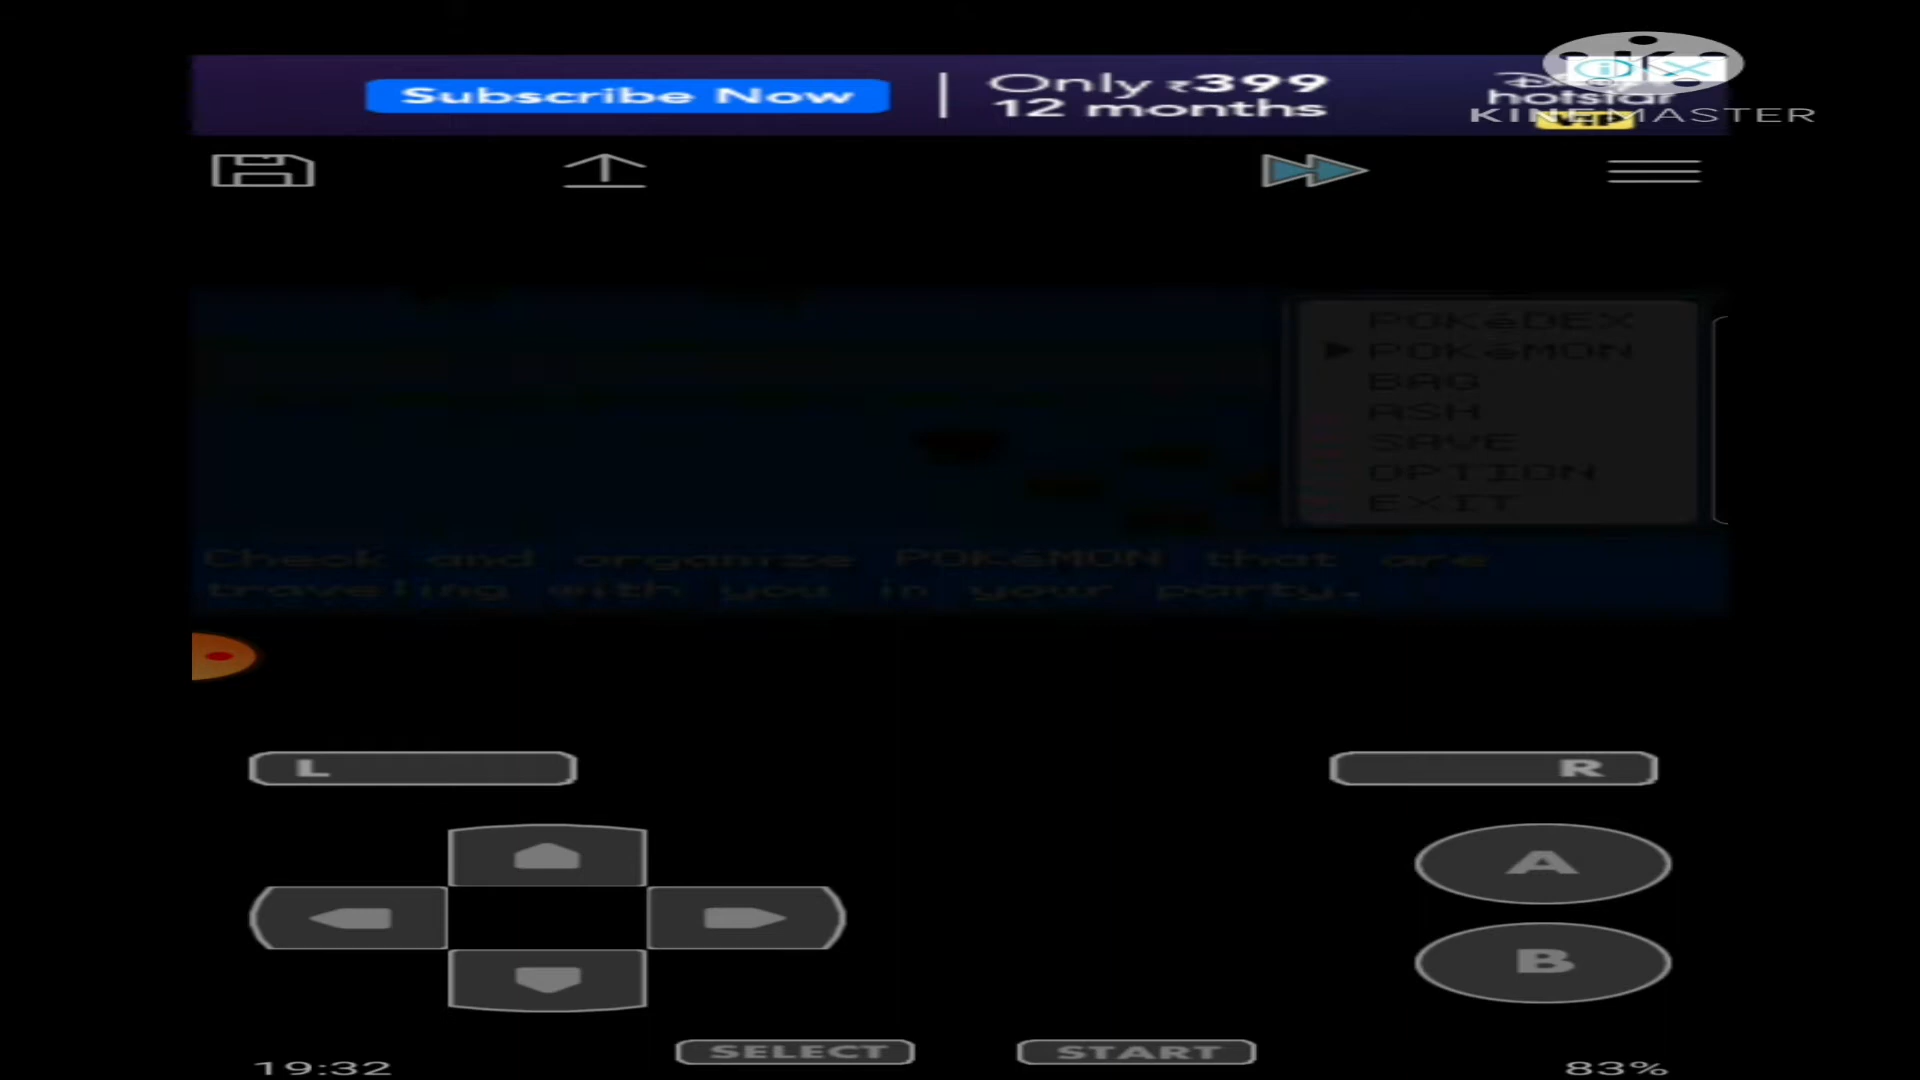 Subscribe Now
Only ₹399
12 months
hotstar
KINEMASTER
POKéDEX
POKéMON
BAG
ASH
SAVE
OPTION
EXIT
Check and organize POKéMON that are
traveling with you in your party.
L
R
A
B
SELECT
START
19:32
83%